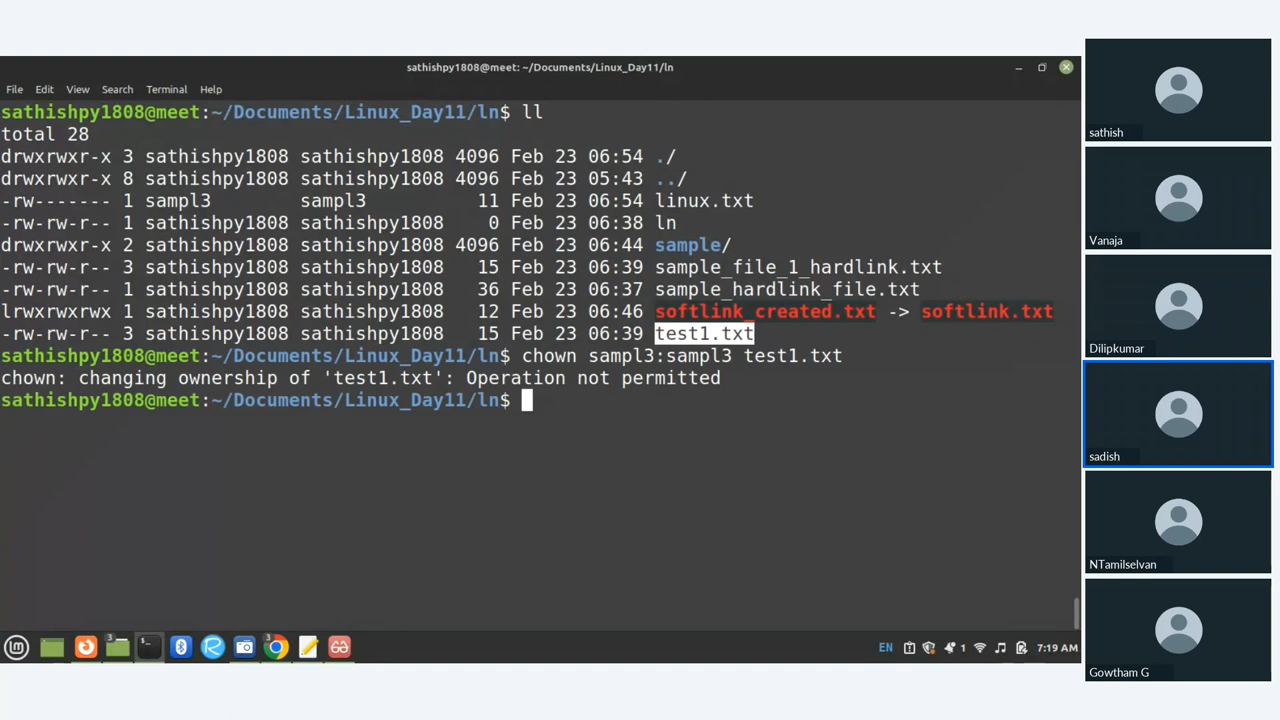 sathishpy1808@meet: ~/Documents/Linux_Day11/ln
File Edit View Search Terminal Help
sathishpy1808@meet:~/Documents/Linux_Day11/ln$ ll
total 28
drwxrwxr-x 3 sathishpy1808 sathishpy1808 4096 Feb 23 06:54 ./
drwxrwxr-x 8 sathishpy1808 sathishpy1808 4096 Feb 23 05:43 ../
-rw------- 1 sampl3 sampl3 11 Feb 23 06:54 linux.txt
-rw-rw-r-- 1 sathishpy1808 sathishpy1808 0 Feb 23 06:38 ln
drwxrwxr-x 2 sathishpy1808 sathishpy1808 4096 Feb 23 06:44 sample/
-rw-rw-r-- 3 sathishpy1808 sathishpy1808 15 Feb 23 06:39 sample_file_1_hardlink.txt
-rw-rw-r-- 1 sathishpy1808 sathishpy1808 36 Feb 23 06:37 sample_hardlink_file.txt
lrwxrwxrwx 1 sathishpy1808 sathishpy1808 12 Feb 23 06:46 softlink_created.txt -> softlink.txt
-rw-rw-r-- 3 sathishpy1808 sathishpy1808 15 Feb 23 06:39 test1.txt
sathishpy1808@meet:~/Documents/Linux_Day11/ln$ chown sampl3:sampl3 test1.txt
chown: changing ownership of 'test1.txt': Operation not permitted
sathishpy1808@meet:~/Documents/Linux_Day11/ln$
3
3
EN
1
7:19 AM
sathish
Vanaja
Dilipkumar
sadish
NTamilselvan
Gowtham G